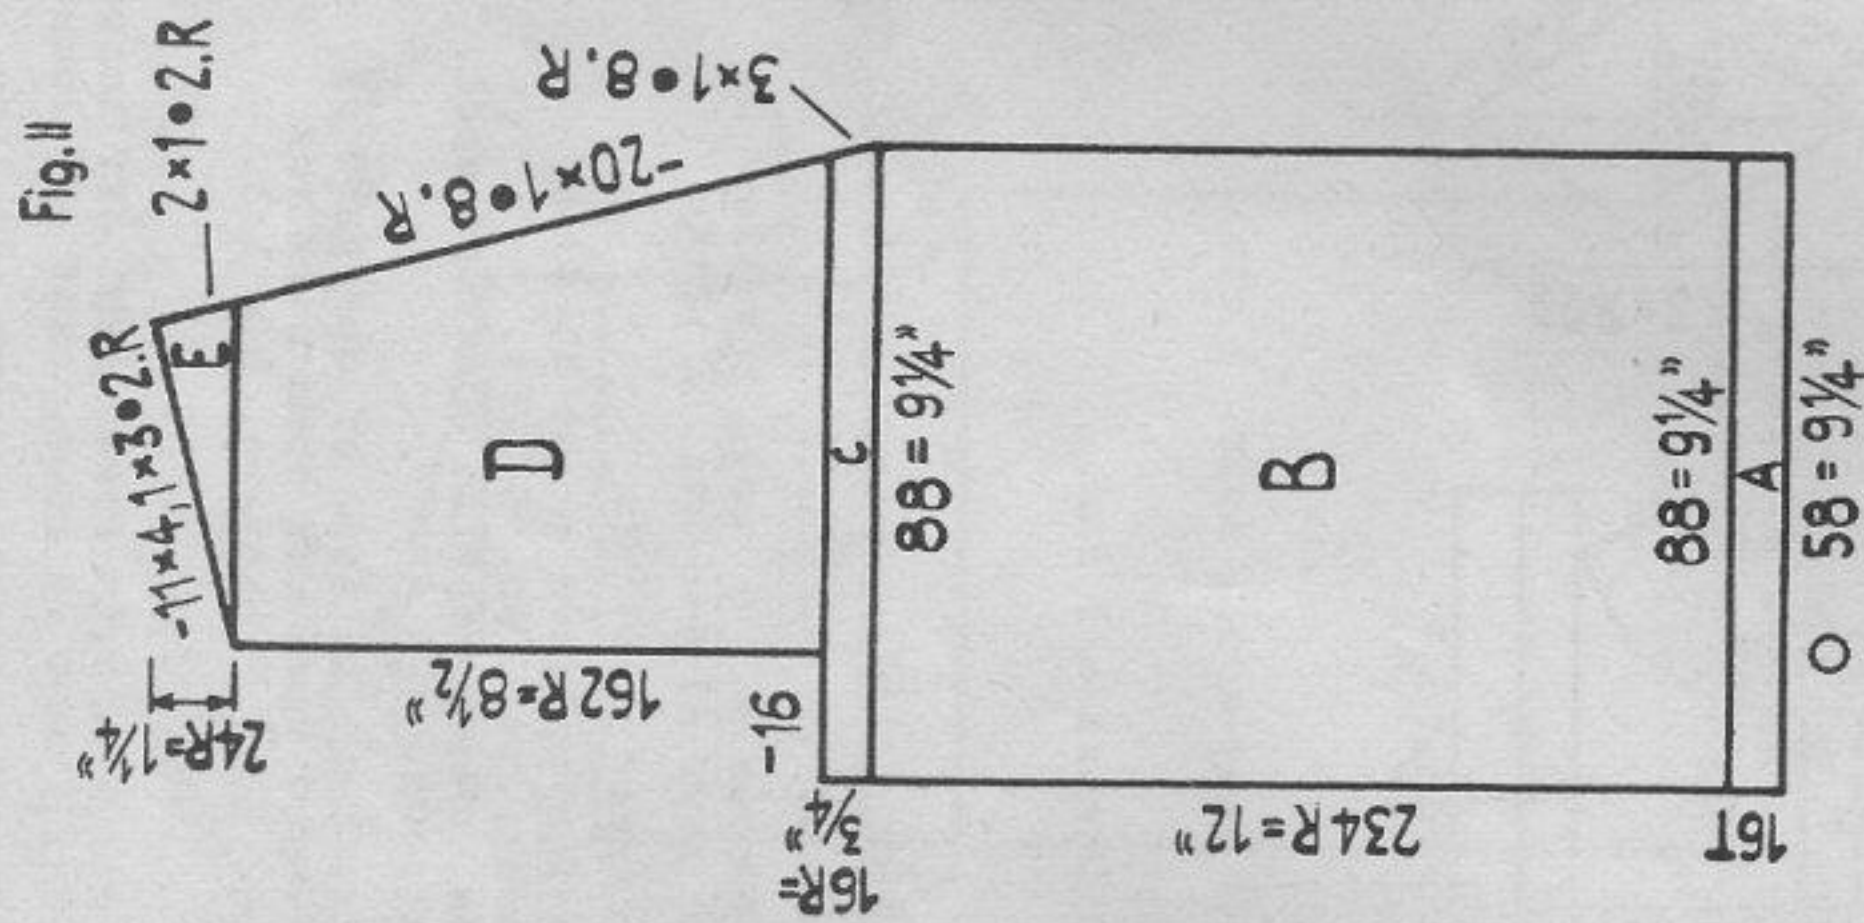 Fig.11
2×1•2.R
-11×4,1×3•2.R
E
24R=1¼"
-20×1•8.R
3×1•8.R
D
162R=8½"
-16
C
16R=
¾"
88=9¼"
B
234R=12"
88=9¼"
A
16T
O 58=9¼"